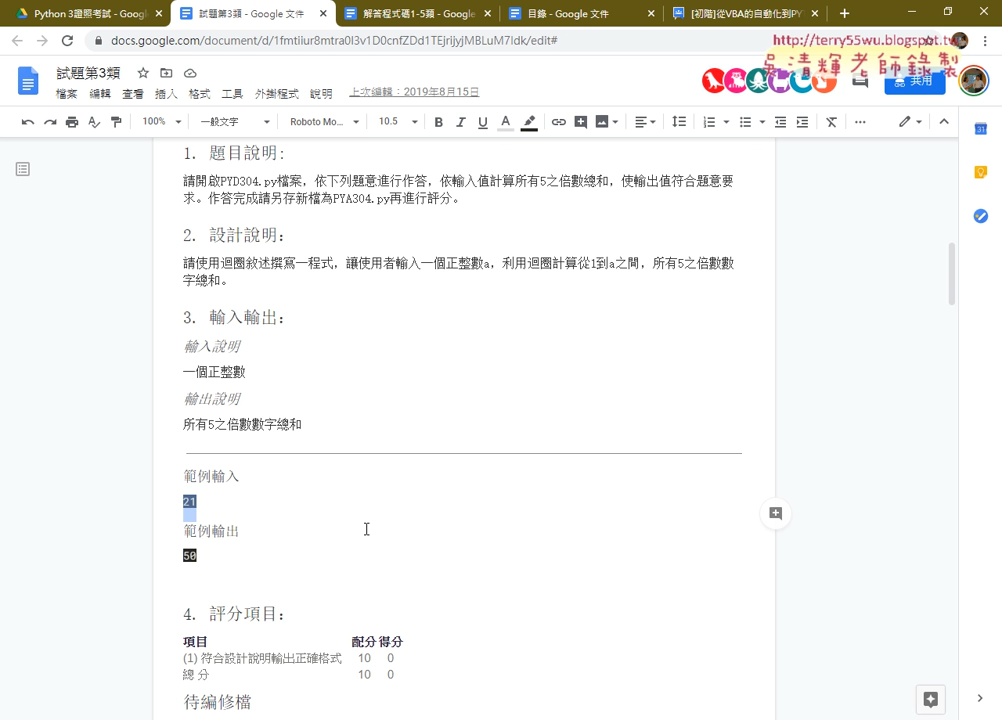 Python 3證照考試 - Googl
試題第3類 - Google 文件
解答程式碼1-5類 - Google
目錄 - Google 文件
[初階]從VBA的自動化到PY
docs.google.com/document/d/1fmtiiur8mtra0I3v1D0cnfZDd1TEjrijyjMBLuM7Idk/edit#
http://terry55wu.blogspot.tw
吳清輝老師錄製
試題第3類
共用
檔案 編輯 查看 插入 格式 工具 外掛程式 說明 上次編輯：2019年8月15日
100% 一般文字 Roboto Mo... 10.5 B I U A
1. 題目說明:
請開啟PYD304.py檔案，依下列題意進行作答，依輸入值計算所有5之倍數總和，使輸出值符合題意要
求。作答完成請另存新檔為PYA304.py再進行評分。
2. 設計說明：
請使用迴圈敘述撰寫一程式，讓使用者輸入一個正整數a，利用迴圈計算從1到a之間，所有5之倍數數
字總和。
3. 輸入輸出：
輸入說明
一個正整數
輸出說明
所有5之倍數數字總和
範例輸入
21
範例輸出
50
4. 評分項目：
項目 配分 得分
(1) 符合設計說明輸出正確格式 10 0
總 分 10 0
待編修檔